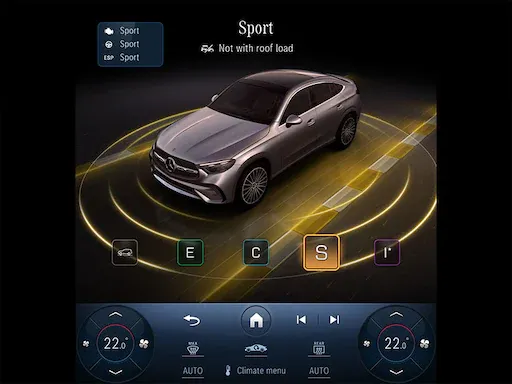 Sport
Sport
Sport
ESP Sport
Not with roof load
E
C
S
I+
22.0
22.0
MAX
REAR
AUTO
Climate menu
AUTO